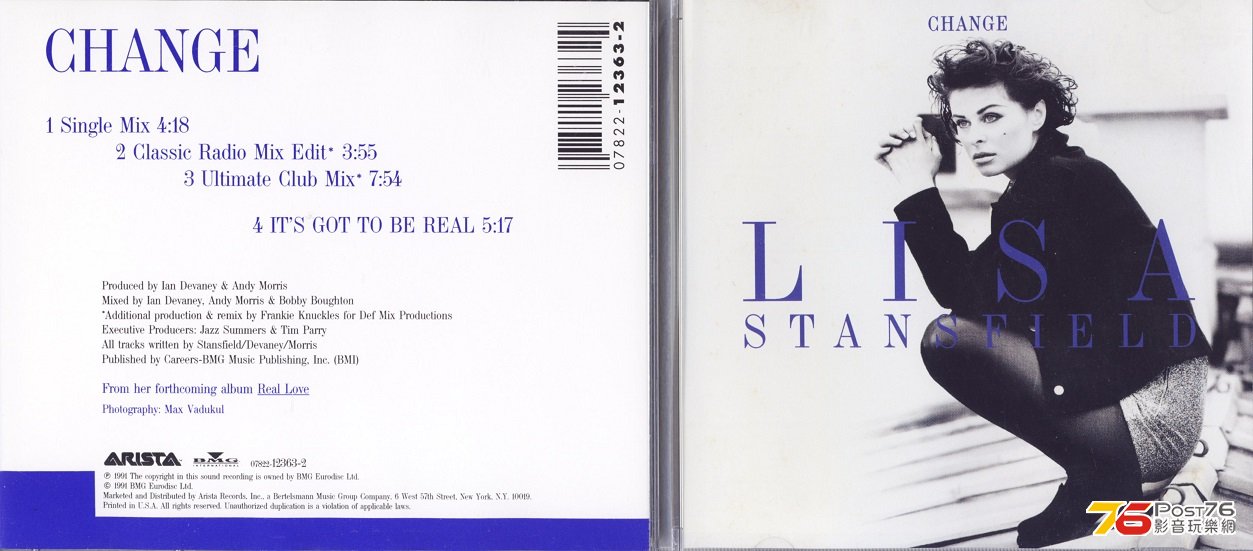 CHANGE
1 Single Mix 4:18
2 Classic Radio Mix Edit* 3:55
3 Ultimate Club Mix* 7:54
4 IT'S GOT TO BE REAL 5:17
07822-12363-2
Produced by Ian Devaney & Andy Morris
Mixed by Ian Devaney, Andy Morris & Bobby Boughton
*Additional production & remix by Frankie Knuckles for Def Mix Productions
Executive Producers: Jazz Summers & Tim Parry
All tracks written by Stansfield/Devaney/Morris
Published by Careers-BMG Music Publishing, Inc. (BMI)
From her forthcoming album Real Love
Photography: Max Vadukul
ARISTA BMG INTERNATIONAL 07822-12363-2
℗ 1991 The copyright in this sound recording is owned by BMG Eurodisc Ltd.
© 1991 BMG Eurodisc Ltd.
Marketed and Distributed by Arista Records, Inc., a Bertelsmann Music Group Company, 6 West 57th Street, New York, N.Y. 10019.
Printed in U.S.A. All rights reserved. Unauthorized duplication is a violation of applicable laws.
CHANGE
LISA
STANSFIELD
76 Post76
影音玩樂網